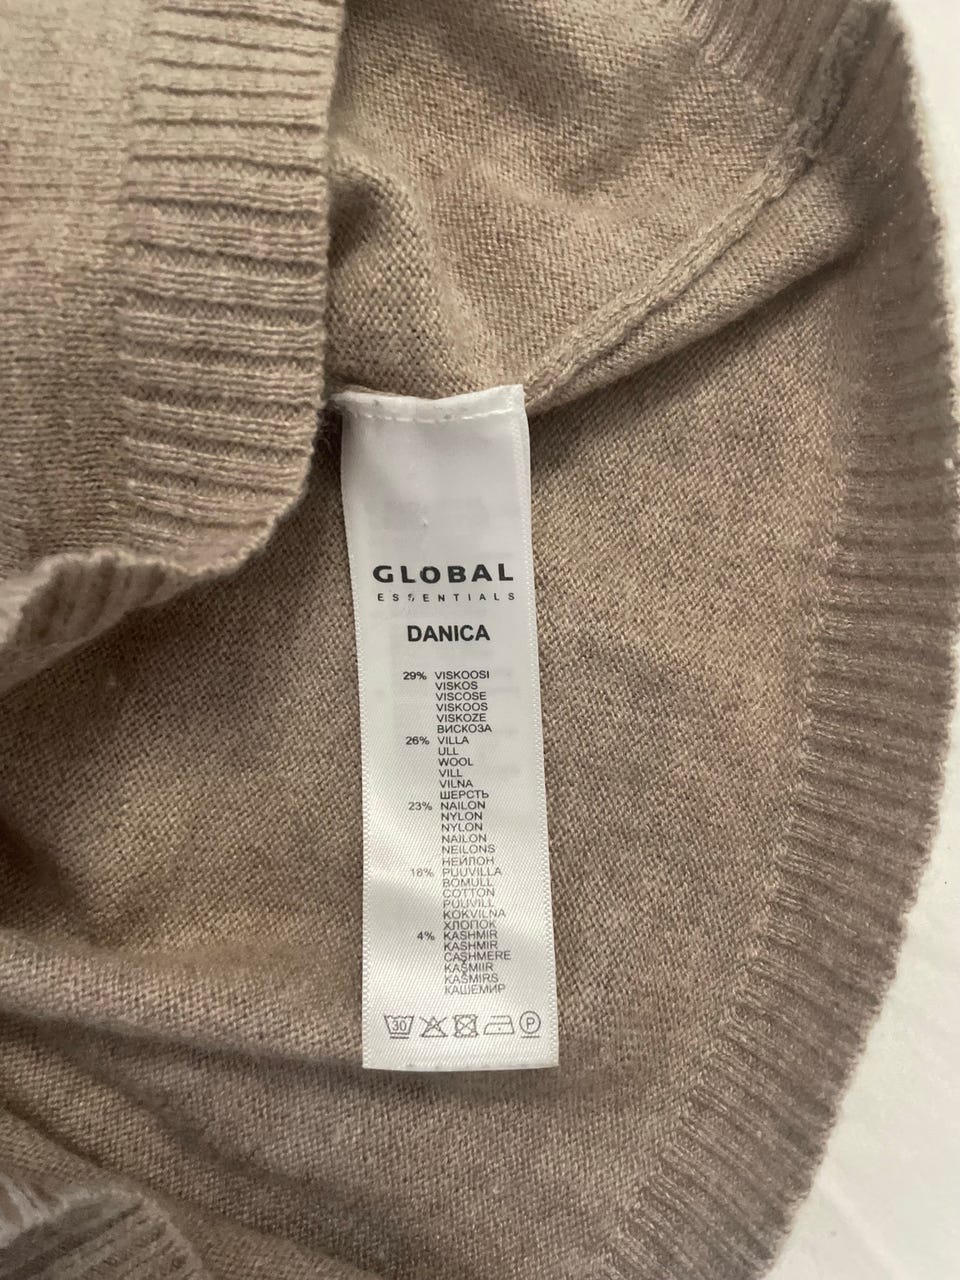 GLOBAL
ESSENTIALS
DANICA
29% VISKOOSI
VISKOS
VISCOSE
VISKOOS
VISKOZE
ВИСКОЗА
26% VILLA
ULL
WOOL
VILL
VILNA
ШЕРСТЬ
23% NAILON
NYLON
NYLON
NAILON
NEILONS
НЕЙЛОН
18% PUUVILLA
BOMULL
COTTON
PUUVILL
KOKVILNA
ХЛОПОК
4% KASHMIR
KASHMIR
CASHMERE
KAŠMIIR
KAŠMIRS
КАШЕМИР
30 P